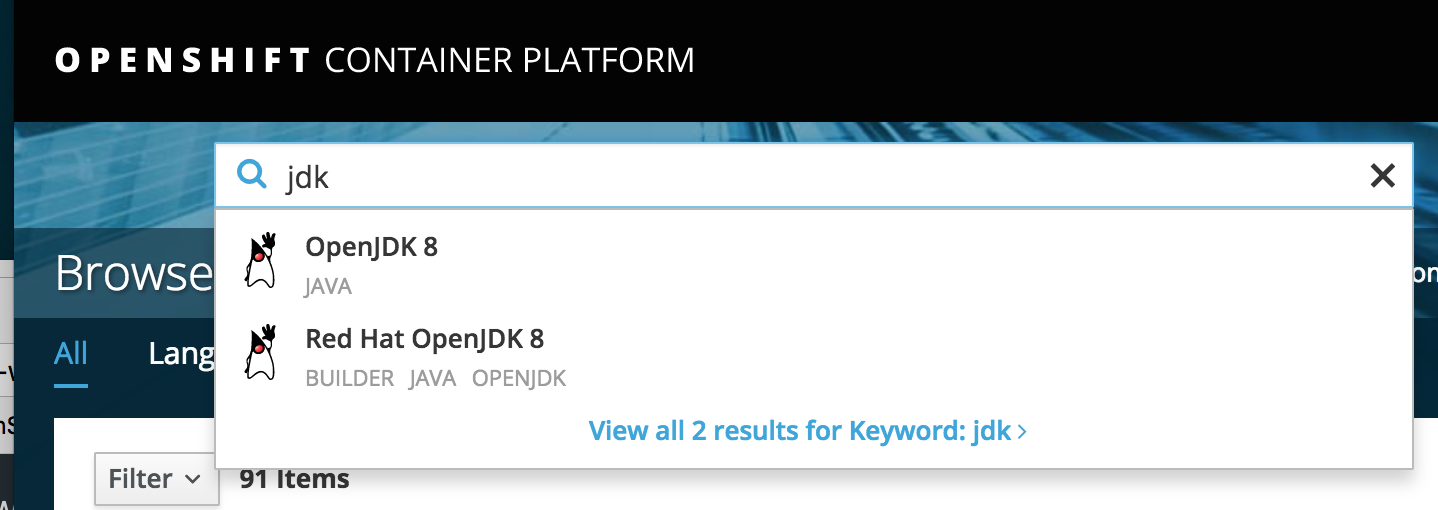 OPENSHIFT CONTAINER PLATFORM
jdk
OpenJDK 8
JAVA
Browse
Red Hat OpenJDK 8
All Lang
BUILDER JAVA OPENJDK
View all 2 results for Keyword: jdk >
Filter 91 Items